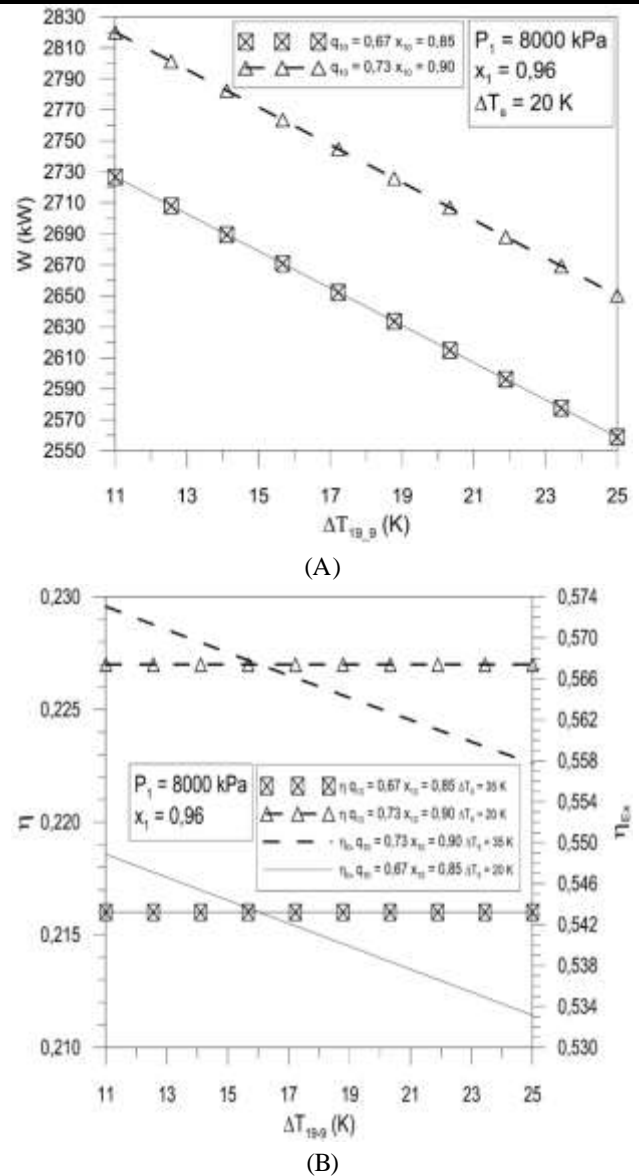 2830
2810
2790
2770
2750
2730
2710
2690
2670
2650
2630
2610
2590
2570
2550
W (kW)
q₁₀ = 0,67 x₁₀ = 0,85
q₁₀ = 0,73 x₁₀ = 0,90
P₁ = 8000 kPa
x₁ = 0,96
ΔTₛ = 20 K
11 13 15 17 19 21 23 25
ΔT₁₉_₉ (K)
(A)
0,230
0,225
0,220
0,215
0,210
η
P₁ = 8000 kPa
x₁ = 0,96
η q₁₀ = 0,67 x₁₀ = 0,85 ΔTₛ = 35 K
η q₁₀ = 0,73 x₁₀ = 0,90 ΔTₛ = 20 K
q₁₀ = 0,73 x₁₀ = 0,90 ΔTₛ = 35 K
q₁₀ = 0,67 x₁₀ = 0,85 ΔTₛ = 20 K
0,574
0,570
0,566
0,562
0,558
0,554
0,550
0,546
0,542
0,538
0,534
0,530
η_Ex
11 13 15 17 19 21 23 25
ΔT₁₉₋₉ (K)
(B)